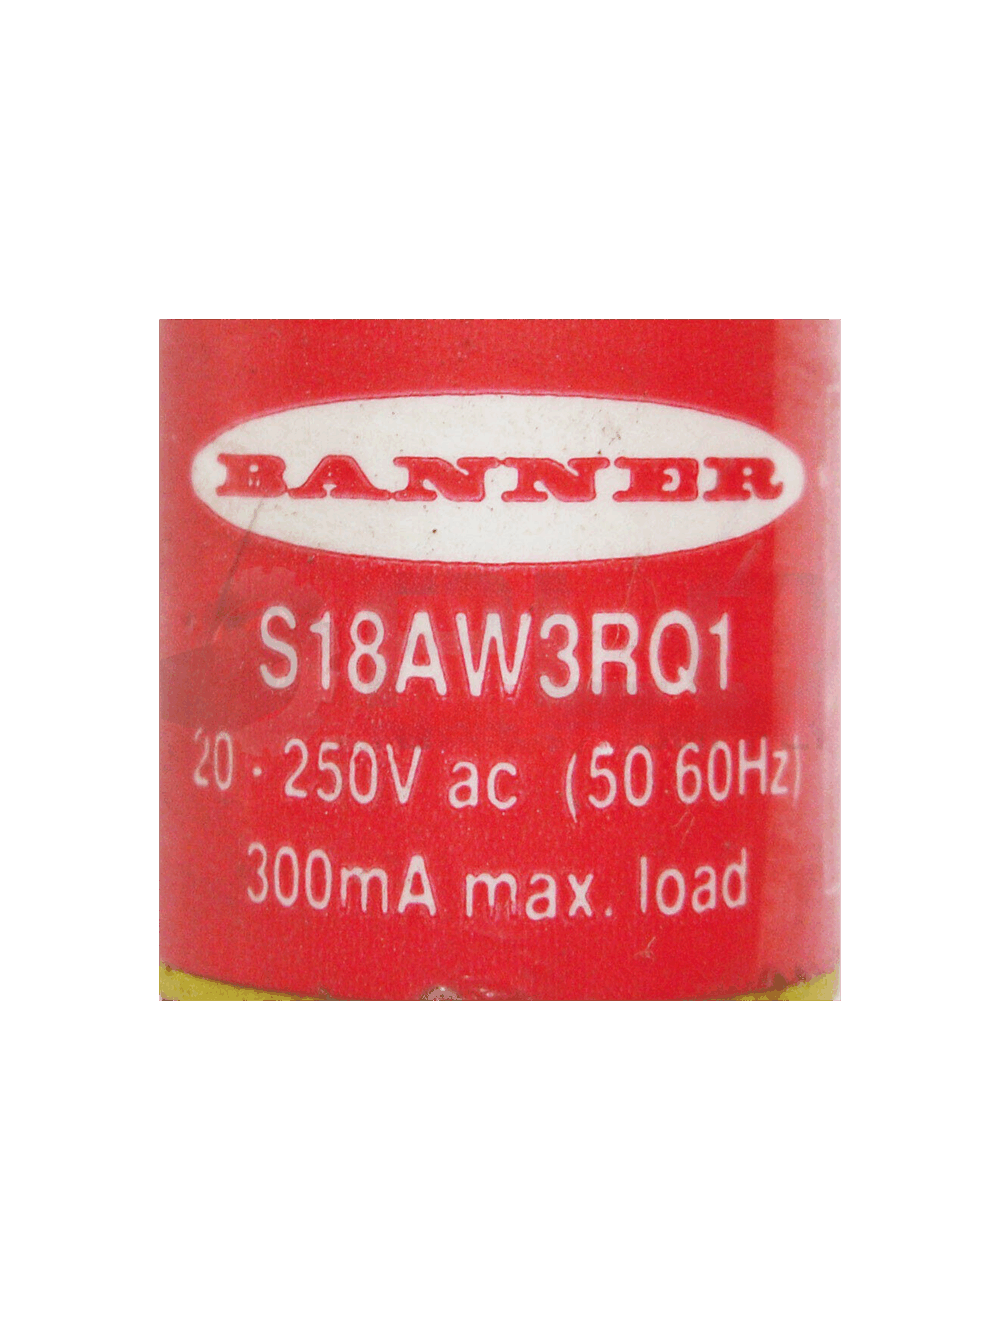 BANNER
S18AW3RQ1
20 - 250V ac (50 60Hz)
300mA max. load